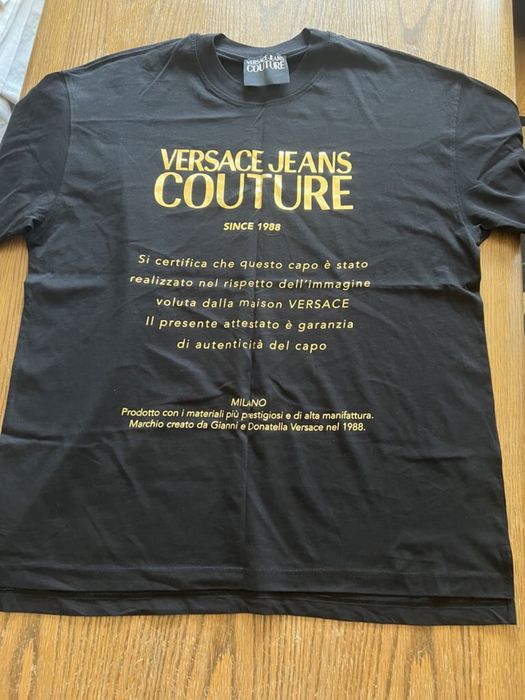 VERSACE JEANS
COUTURE
VERSACE JEANS
COUTURE
SINCE 1988
Si certifica che questo capo è stato
realizzato nel rispetto dell'immagine
voluta dalla maison VERSACE
Il presente attestato è garanzia
di autenticità del capo
MILANO
Prodotto con i materiali più prestigiosi e di alta manifattura.
Marchio creato da Gianni e Donatella Versace nel 1988.